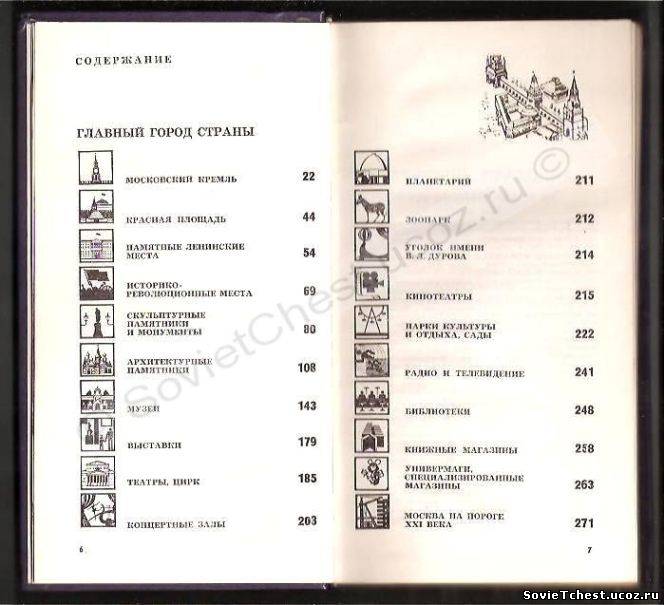 СОДЕРЖАНИЕ
ГЛАВНЫЙ ГОРОД СТРАНЫ
МОСКОВСКИЙ КРЕМЛЬ 22
КРАСНАЯ ПЛОЩАДЬ 44
ПАМЯТНЫЕ ЛЕНИНСКИЕ
МЕСТА 54
ИСТОРИКО-
РЕВОЛЮЦИОННЫЕ МЕСТА 69
СКУЛЬПТУРНЫЕ
ПАМЯТНИКИ
И МОНУМЕНТЫ 80
АРХИТЕКТУРНЫЕ
ПАМЯТНИКИ 108
МУЗЕИ 143
ВЫСТАВКИ 179
ТЕАТРЫ, ЦИРК 185
КОНЦЕРТНЫЕ ЗАЛЫ 203
6
ПЛАНЕТАРИЙ 211
ЗООПАРК 212
УГОЛОК ИМЕНИ
В. Л. ДУРОВА 214
КИНОТЕАТРЫ 215
ПАРКИ КУЛЬТУРЫ
И ОТДЫХА, САДЫ 222
РАДИО И ТЕЛЕВИДЕНИЕ 241
БИБЛИОТЕКИ 248
КНИЖНЫЕ МАГАЗИНЫ 258
УНИВЕРМАГИ,
СПЕЦИАЛИЗИРОВАННЫЕ
МАГАЗИНЫ 263
МОСКВА НА ПОРОГЕ
XXI ВЕКА 271
7
SovieTchest.ucoz.ru ©
SovieTchest.ucoz.ru